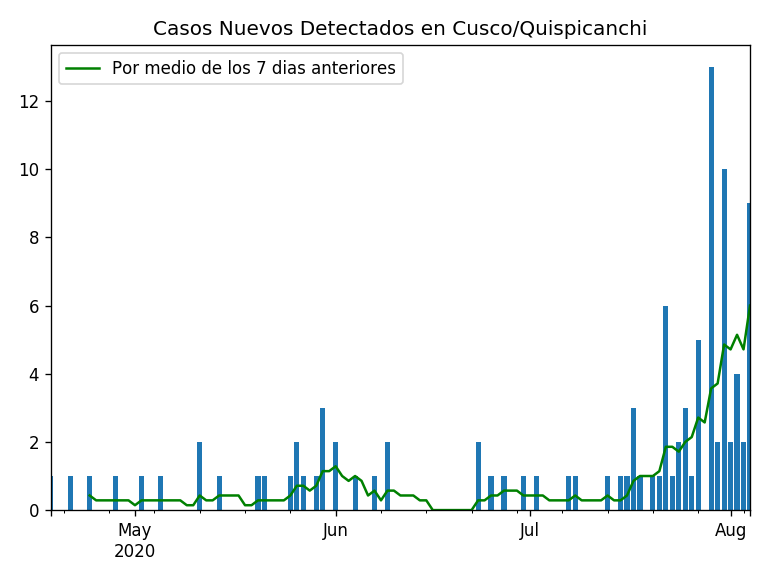 Casos Nuevos Detectados en Cusco/Quispicanchi
Por medio de los 7 dias anteriores
12
10
8
6
4
2
0
May Jun Jul Aug
2020